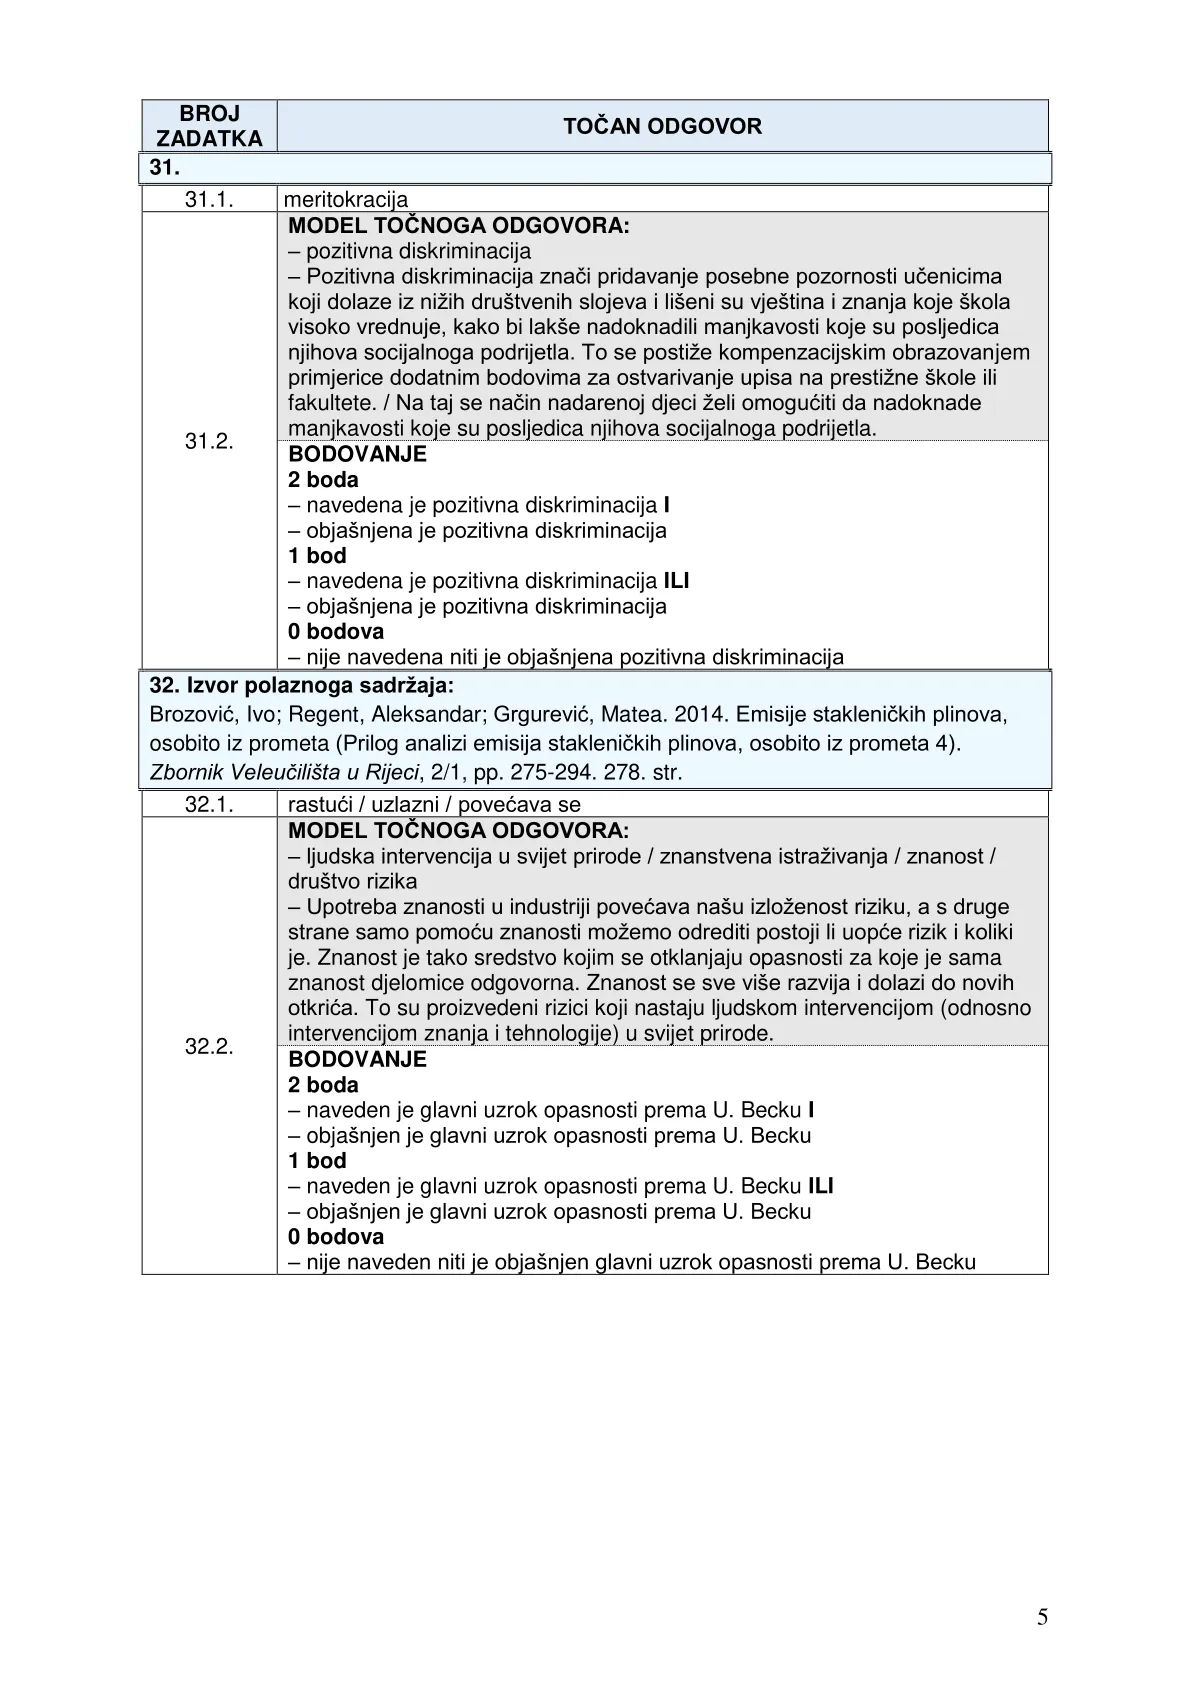 BROJ
ZADATKA
TOČAN ODGOVOR
31.
31.1.
meritokracija
31.2.
MODEL TOČNOGA ODGOVORA:
– pozitivna diskriminacija
– Pozitivna diskriminacija znači pridavanje posebne pozornosti učenicima
koji dolaze iz nižih društvenih slojeva i lišeni su vještina i znanja koje škola
visoko vrednuje, kako bi lakše nadoknadili manjkavosti koje su posljedica
njihova socijalnoga podrijetla. To se postiže kompenzacijskim obrazovanjem
primjerice dodatnim bodovima za ostvarivanje upisa na prestižne škole ili
fakultete. / Na taj se način nadarenoj djeci želi omogućiti da nadoknade
manjkavosti koje su posljedica njihova socijalnoga podrijetla.
BODOVANJE
2 boda
– navedena je pozitivna diskriminacija I
– objašnjena je pozitivna diskriminacija
1 bod
– navedena je pozitivna diskriminacija ILI
– objašnjena je pozitivna diskriminacija
0 bodova
– nije navedena niti je objašnjena pozitivna diskriminacija
32. Izvor polaznoga sadržaja:
Brozović, Ivo; Regent, Aleksandar; Grgurević, Matea. 2014. Emisije stakleničkih plinova,
osobito iz prometa (Prilog analizi emisija stakleničkih plinova, osobito iz prometa 4).
Zbornik Veleučilišta u Rijeci, 2/1, pp. 275-294. 278. str.
32.1.
rastući / uzlazni / povećava se
32.2.
MODEL TOČNOGA ODGOVORA:
– ljudska intervencija u svijet prirode / znanstvena istraživanja / znanost /
društvo rizika
– Upotreba znanosti u industriji povećava našu izloženost riziku, a s druge
strane samo pomoću znanosti možemo odrediti postoji li uopće rizik i koliki
je. Znanost je tako sredstvo kojim se otklanjaju opasnosti za koje je sama
znanost djelomice odgovorna. Znanost se sve više razvija i dolazi do novih
otkrića. To su proizvedeni rizici koji nastaju ljudskom intervencijom (odnosno
intervencijom znanja i tehnologije) u svijet prirode.
BODOVANJE
2 boda
– naveden je glavni uzrok opasnosti prema U. Becku I
– objašnjen je glavni uzrok opasnosti prema U. Becku
1 bod
– naveden je glavni uzrok opasnosti prema U. Becku ILI
– objašnjen je glavni uzrok opasnosti prema U. Becku
0 bodova
– nije naveden niti je objašnjen glavni uzrok opasnosti prema U. Becku
5